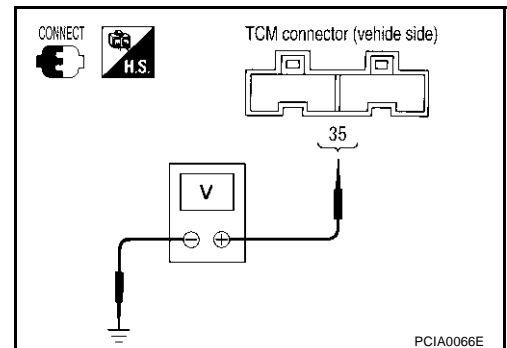 CONNECT
H.S.
TCM connector (vehide side)
35
V
PCIA0066E